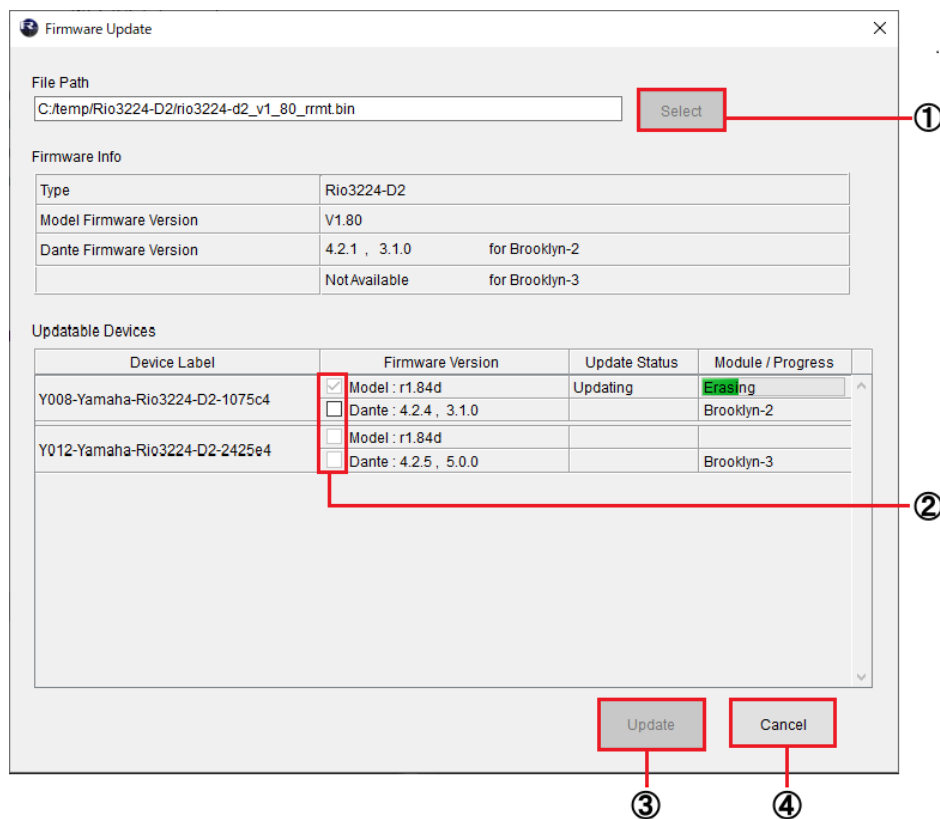 Firmware Update
File Path
C:/temp/Rio3224-D2/rio3224-d2_v1_80_rrmt.bin
Select
①
Firmware Info
Type Rio3224-D2
Model Firmware Version V1.80
Dante Firmware Version 4.2.1 , 3.1.0 for Brooklyn-2
Not Available for Brooklyn-3
Updatable Devices
Device Label Firmware Version Update Status Module / Progress
Y008-Yamaha-Rio3224-D2-1075c4
Model : r1.84d Updating Erasing
Dante : 4.2.4 , 3.1.0 Brooklyn-2
Y012-Yamaha-Rio3224-D2-2425e4
Model : r1.84d
Dante : 4.2.5 , 5.0.0 Brooklyn-3
②
Update Cancel
③ ④